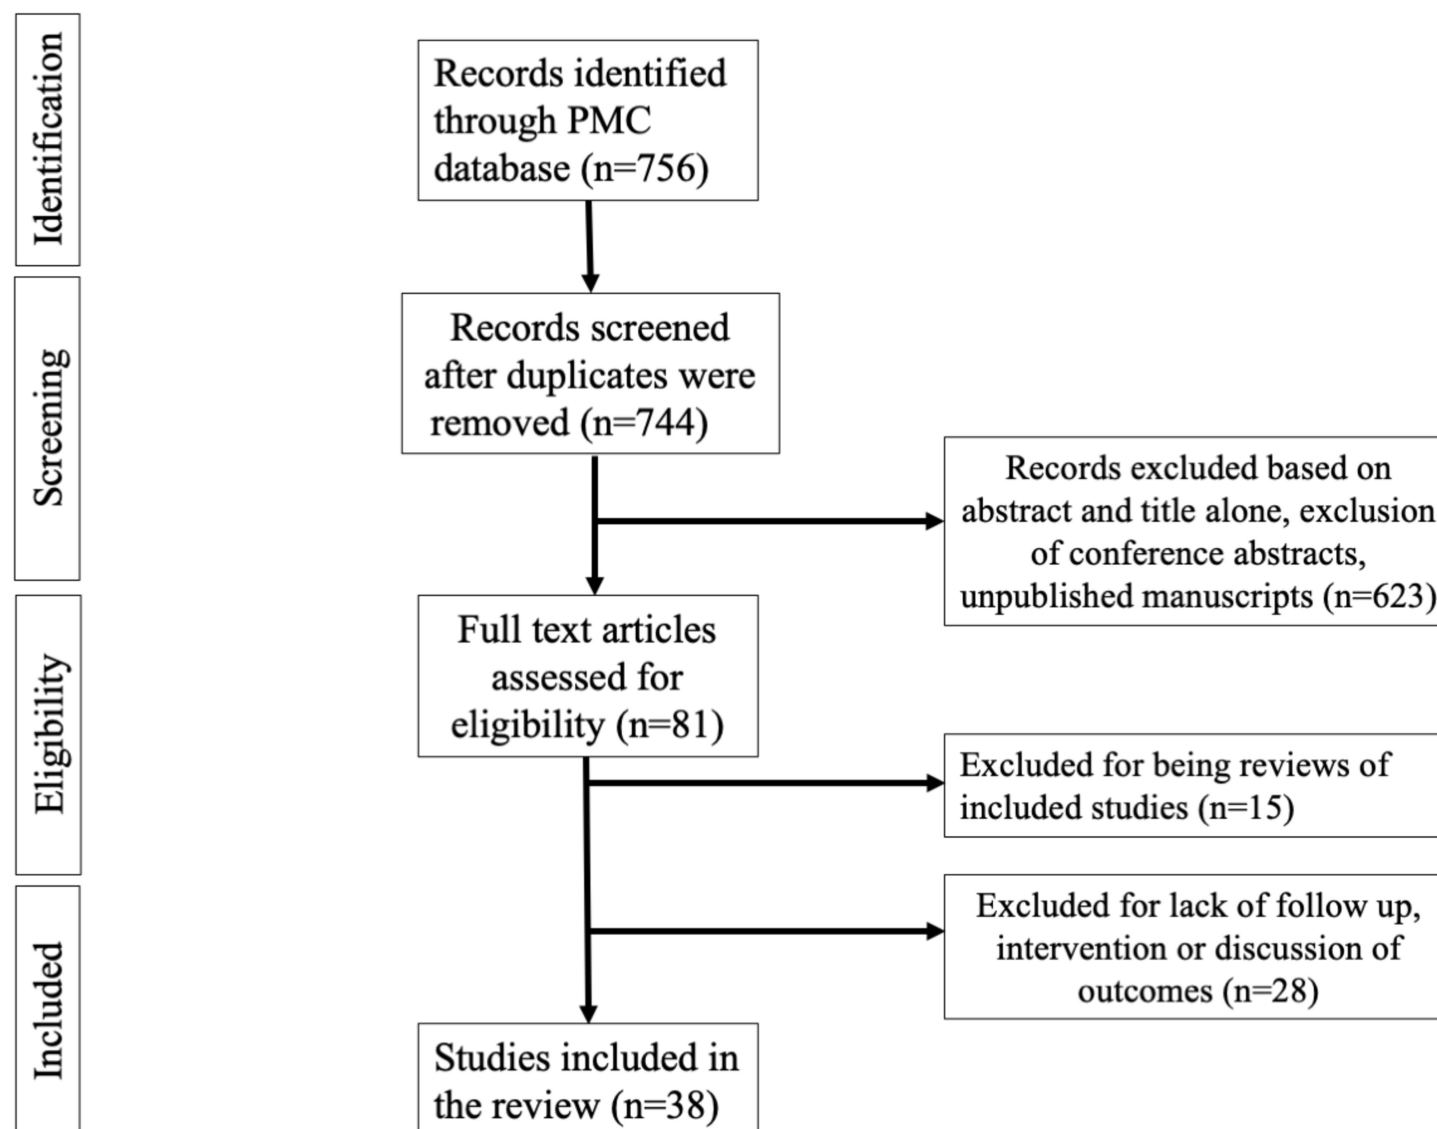 Identification
Records identified
through PMC
database (n=756)
Screening
Records screened
after duplicates were
removed (n=744)
Records excluded based on
abstract and title alone, exclusion
of conference abstracts,
unpublished manuscripts (n=623)
Eligibility
Full text articles
assessed for
eligibility (n=81)
Excluded for being reviews of
included studies (n=15)
Excluded for lack of follow up,
intervention or discussion of
outcomes (n=28)
Included
Studies included in
the review (n=38)